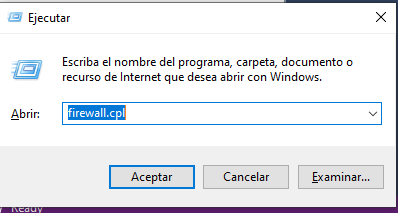 Ejecutar
Escriba el nombre del programa, carpeta, documento o
recurso de Internet que desea abrir con Windows.
Abrir: firewall.cpl
Aceptar Cancelar Examinar...
Ready